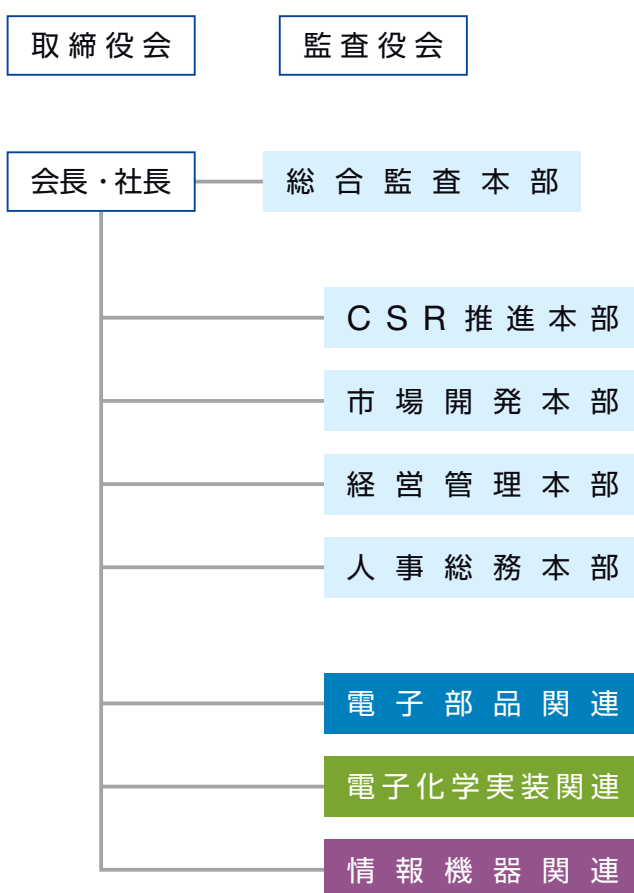 取締役会
監査役会
会長・社長
総合監査本部
CSR推進本部
市場開発本部
経営管理本部
人事総務本部
電子部品関連
電子化学実装関連
情報機器関連